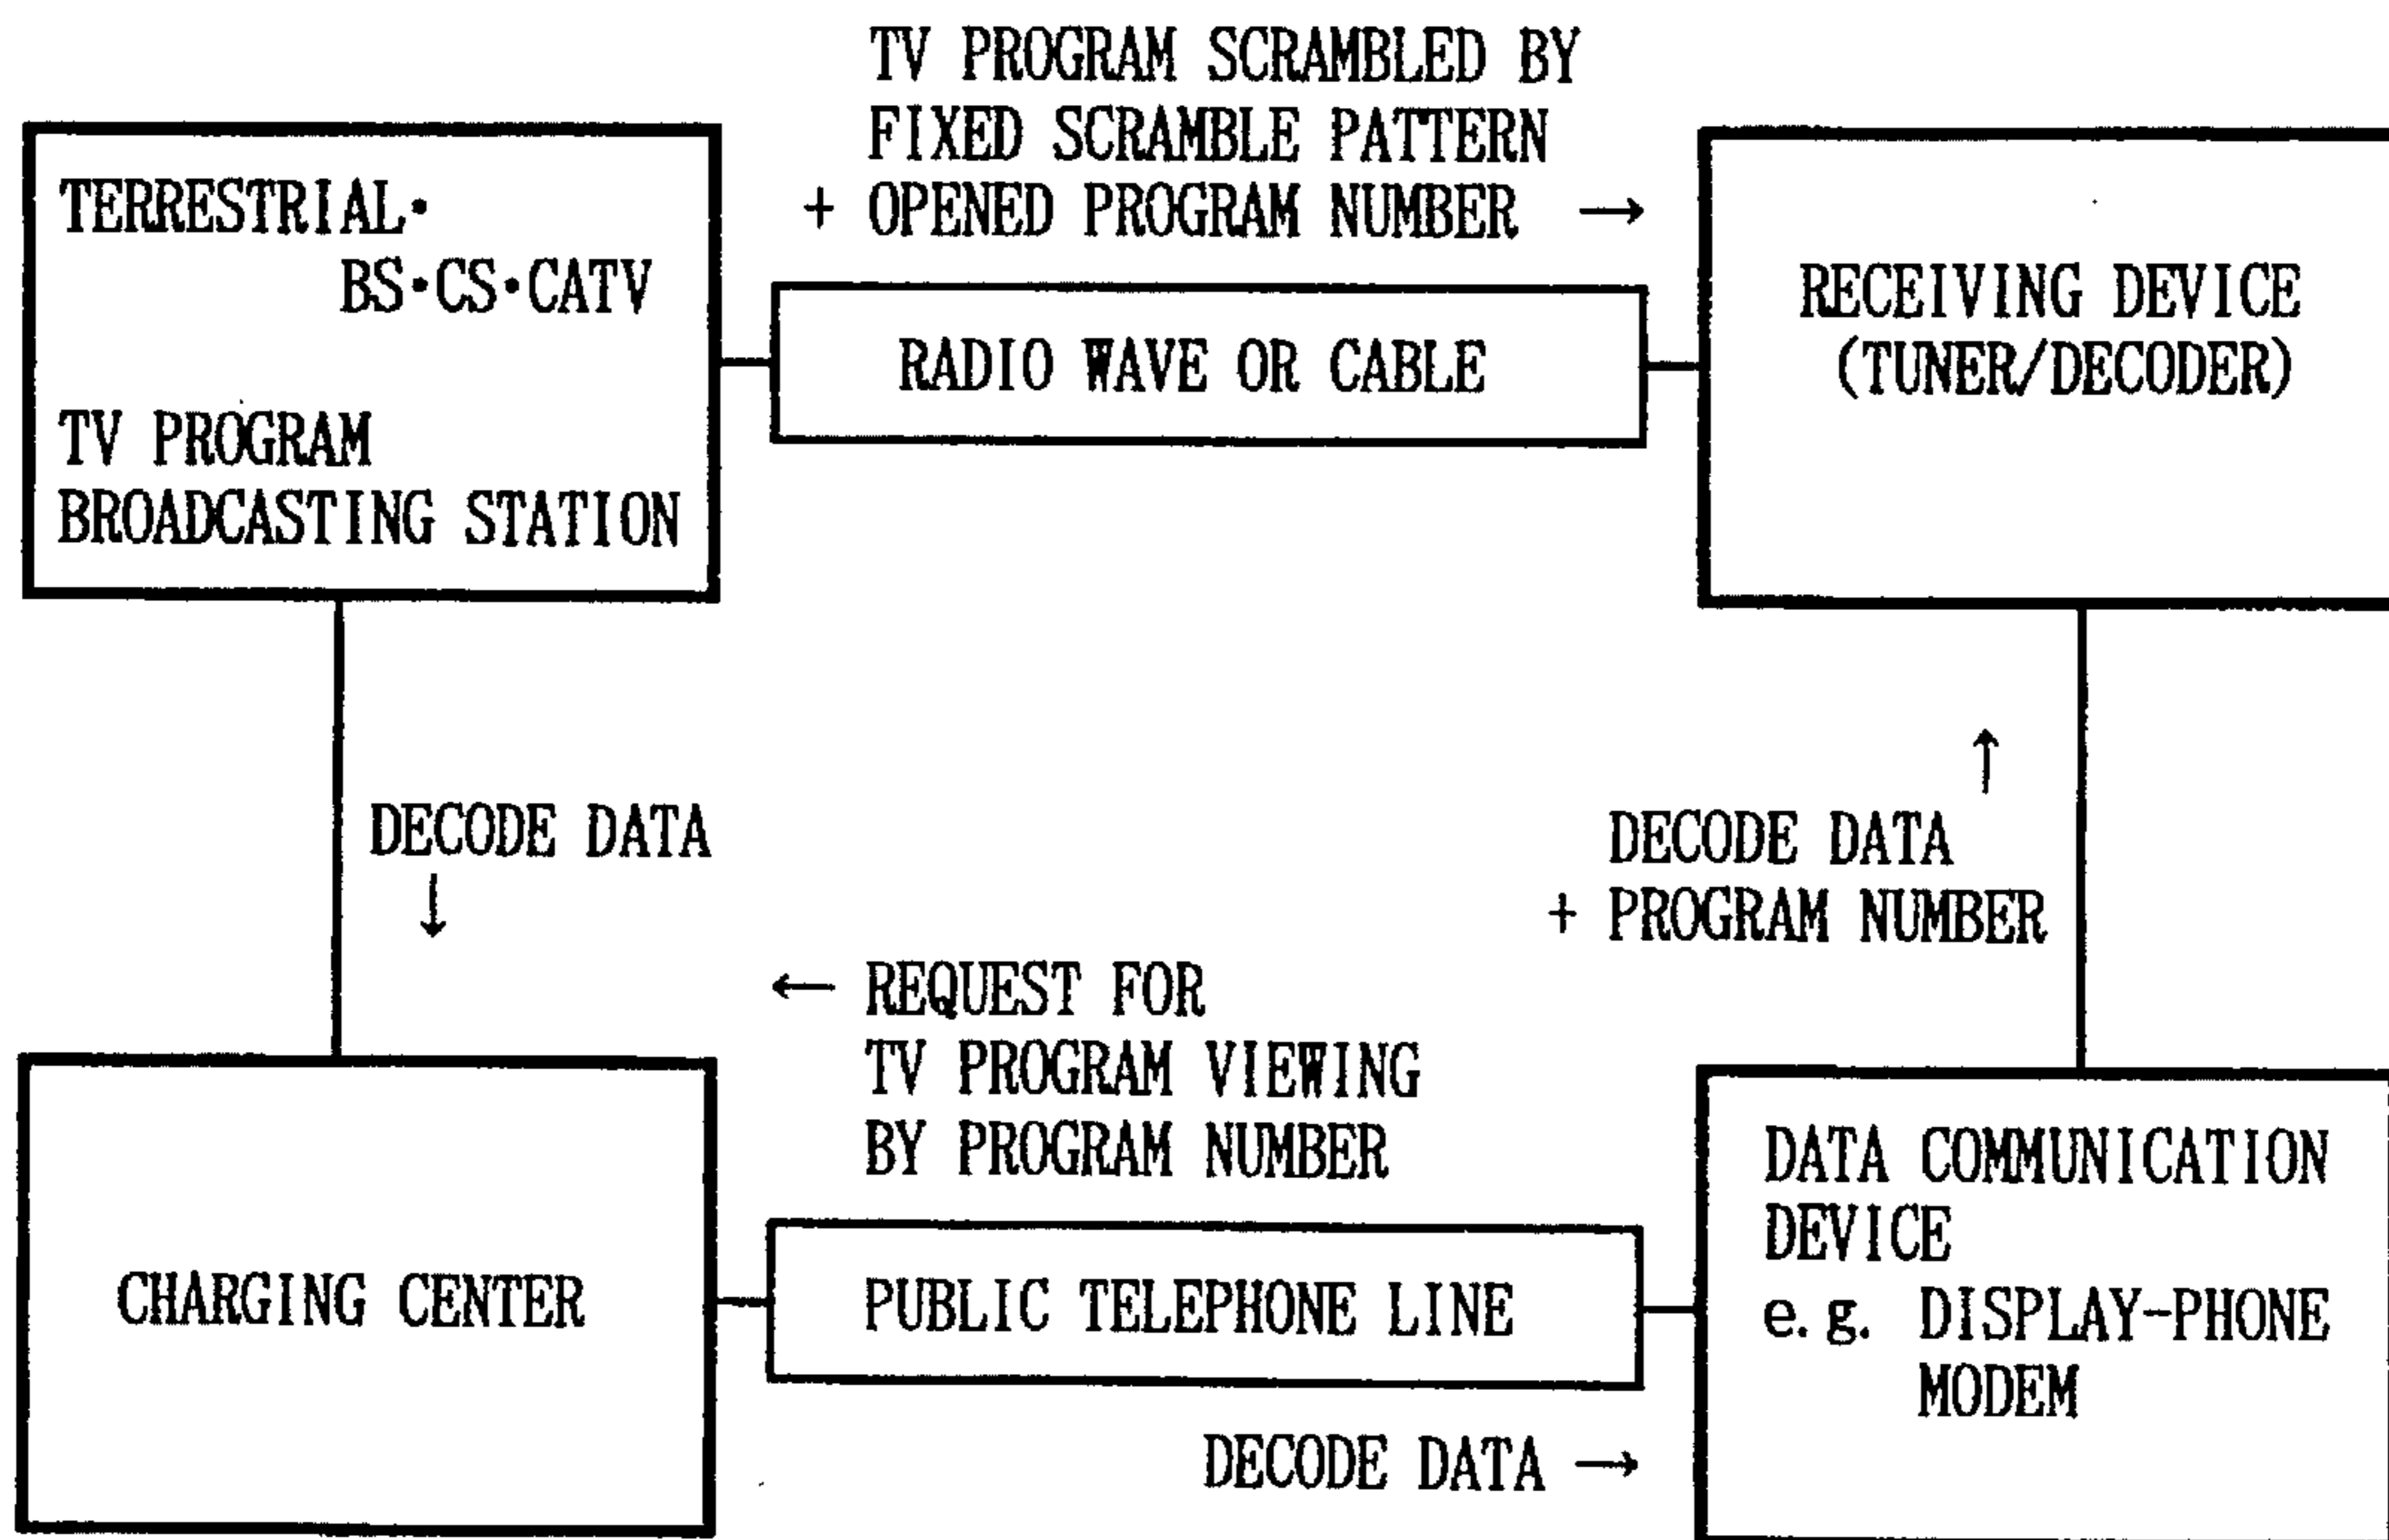 TV PROGRAM SCRAMBLED BY
FIXED SCRAMBLE PATTERN
+ OPENED PROGRAM NUMBER →
TERRESTRIAL・
BS・CS・CATV
TV PROGRAM
BROADCASTING STATION
RADIO WAVE OR CABLE
RECEIVING DEVICE
(TUNER/DECODER)
DECODE DATA
↓
↑
DECODE DATA
+ PROGRAM NUMBER
← REQUEST FOR
TV PROGRAM VIEWING
BY PROGRAM NUMBER
CHARGING CENTER
PUBLIC TELEPHONE LINE
DECODE DATA →
DATA COMMUNICATION
DEVICE
e.g. DISPLAY-PHONE
MODEM